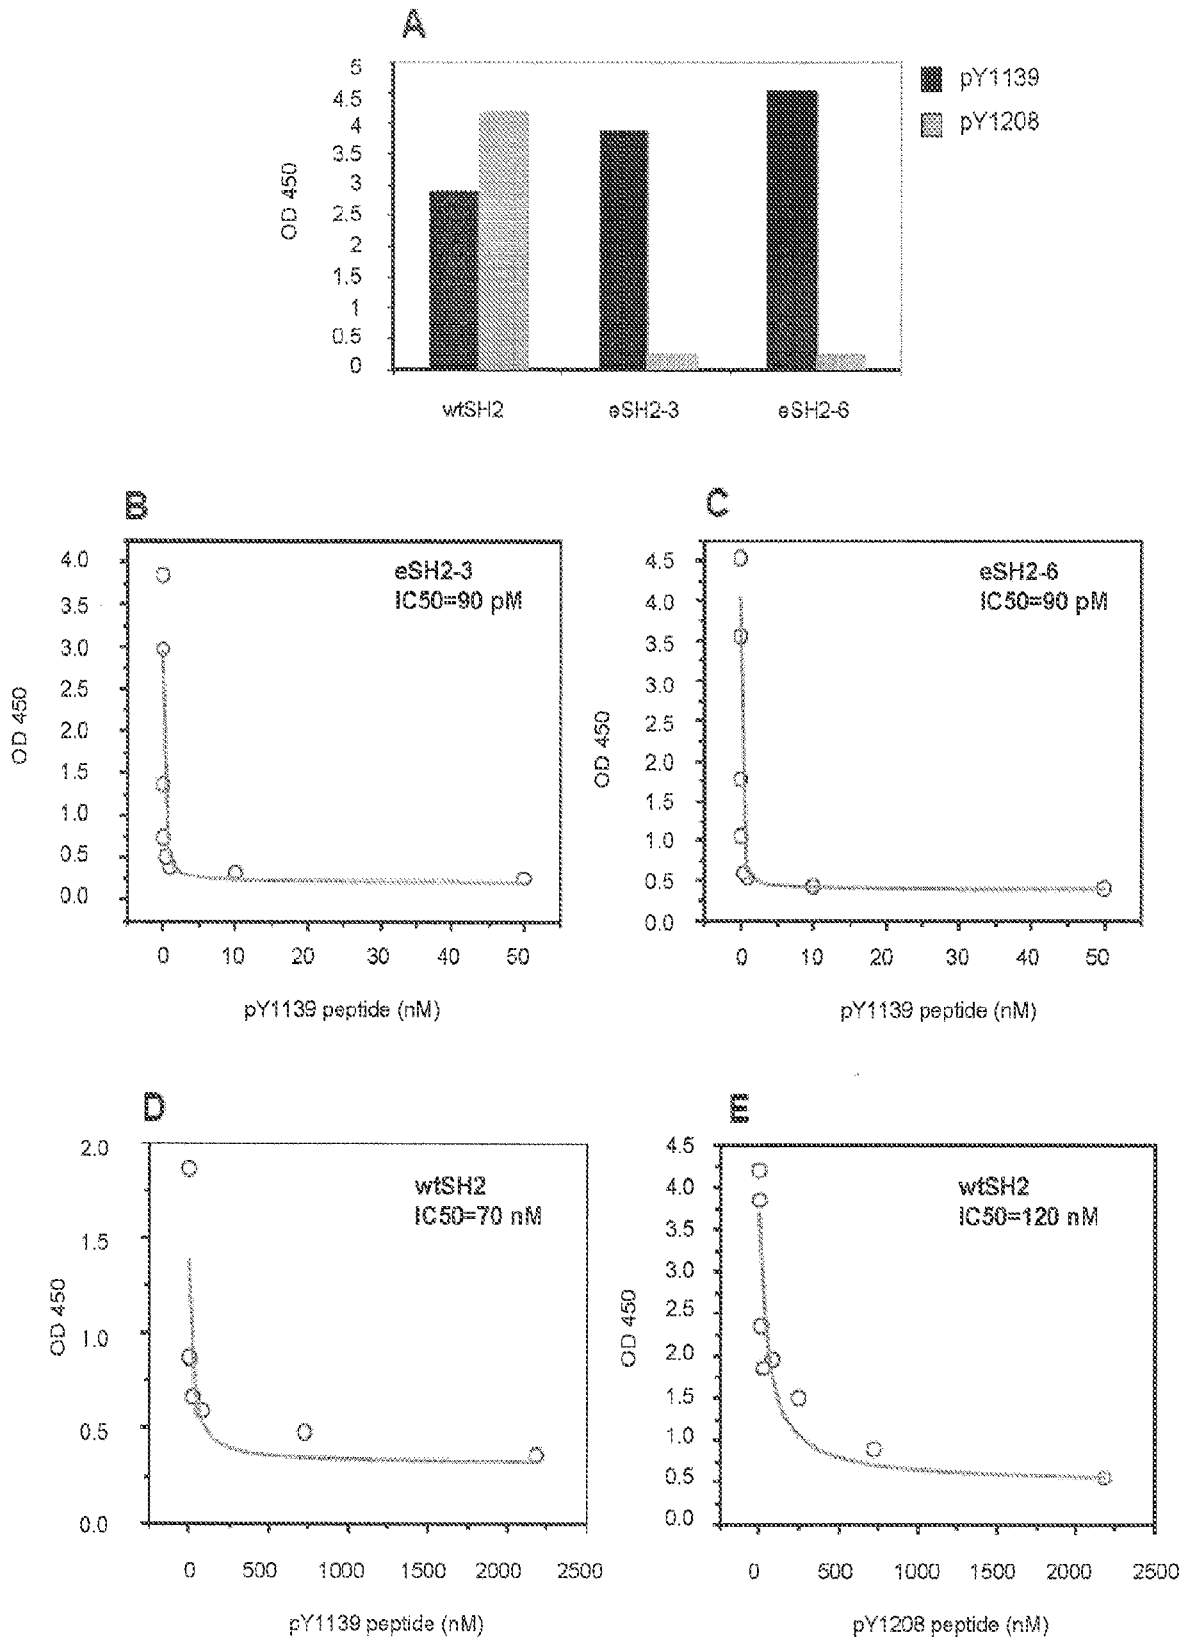 A
5
4.5
4
3.5
3
2.5
2
1.5
1
0.5
0
OD 450
wtSH2 eSH2-3 eSH2-6
pY1139
pY1208
B
eSH2-3
IC50=90 pM
4.0
3.5
3.0
2.5
2.0
1.5
1.0
0.5
0.0
OD 450
0 10 20 30 40 50
pY1139 peptide (nM)
C
eSH2-6
IC50=90 pM
4.5
4.0
3.5
3.0
2.5
2.0
1.5
1.0
0.5
0.0
OD 450
0 10 20 30 40 50
pY1139 peptide (nM)
D
wtSH2
IC50=70 nM
2.0
1.5
1.0
0.5
0.0
OD 450
0 500 1000 1500 2000 2500
pY1139 peptide (nM)
E
wtSH2
IC50=120 nM
4.5
4.0
3.5
3.0
2.5
2.0
1.5
1.0
0.5
0.0
OD 450
0 500 1000 1500 2000 2500
pY1208 peptide (nM)